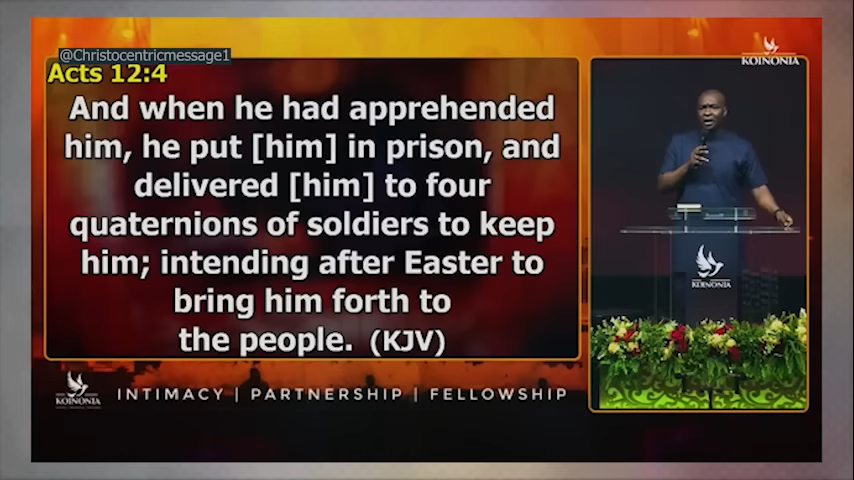 @Christocentricmessage1
Acts 12:4
And when he had apprehended
him, he put [him] in prison, and
delivered [him] to four
quaternions of soldiers to keep
him; intending after Easter to
bring him forth to
the people. (KJV)
KOINONIA
KOINONIA
KOINONIA
INTIMACY | PARTNERSHIP | FELLOWSHIP